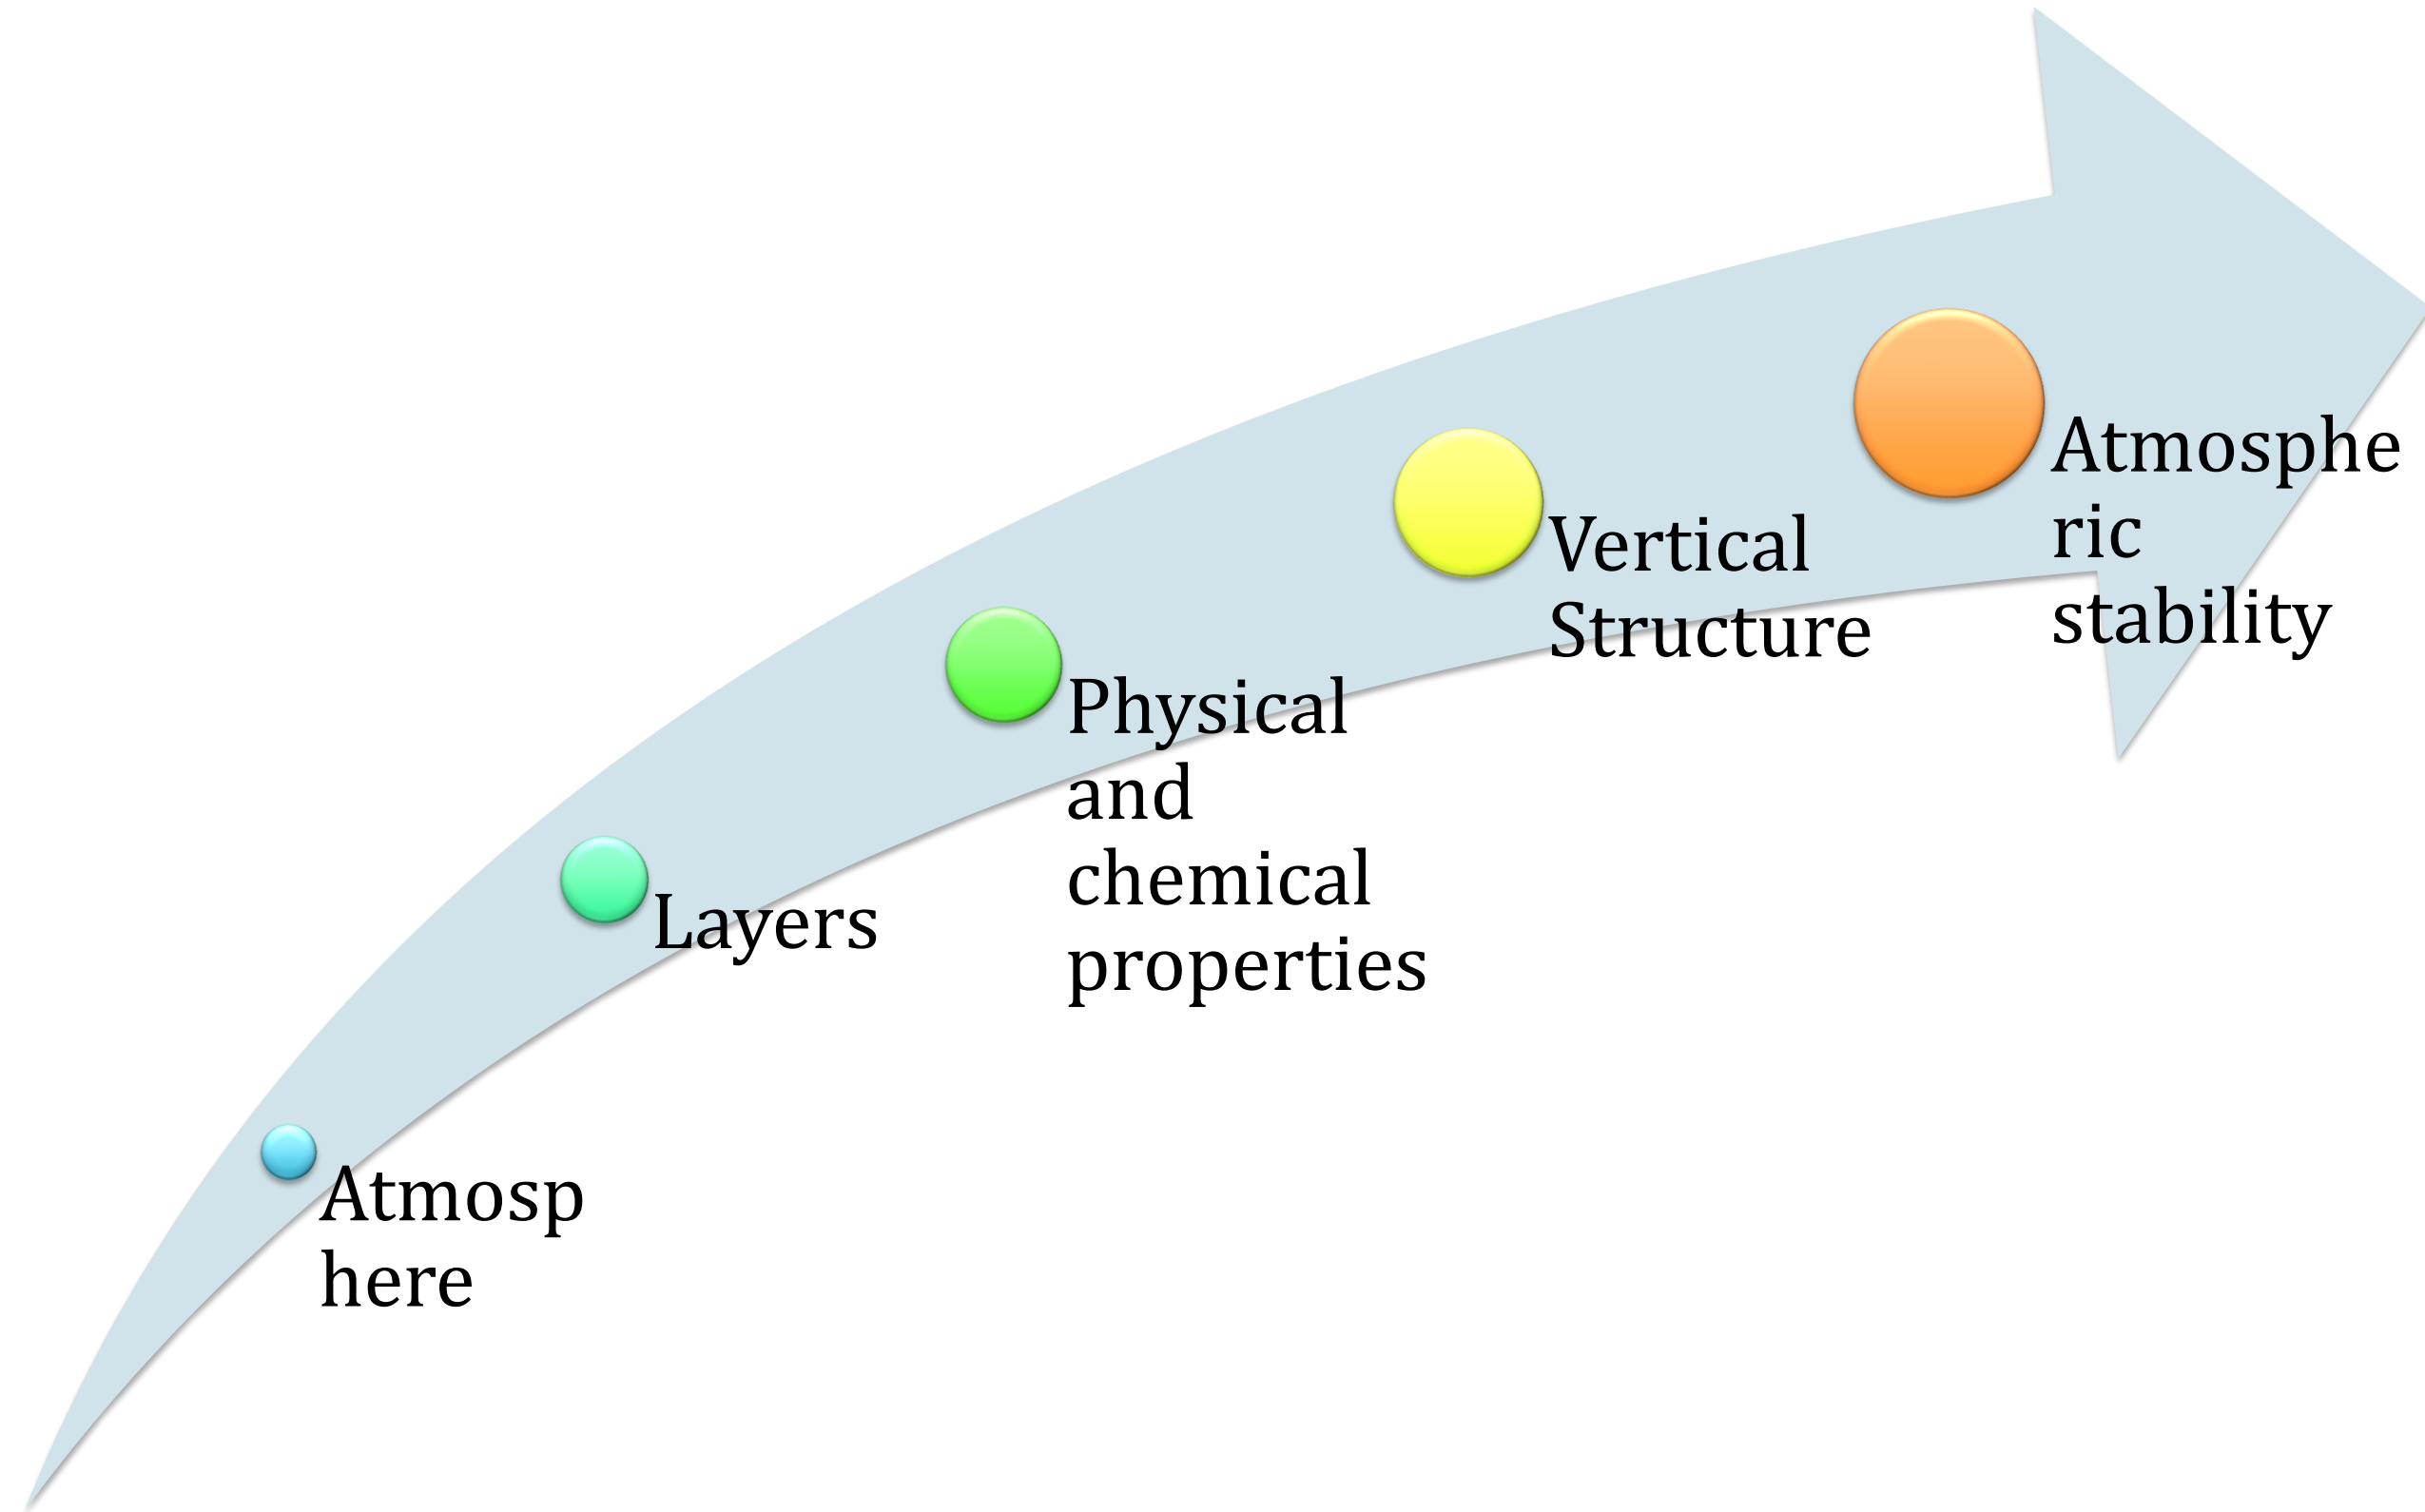 Atmosp
here
Layers
Physical
and
chemical
properties
Vertical
Structure
Atmosphe
ric
stability